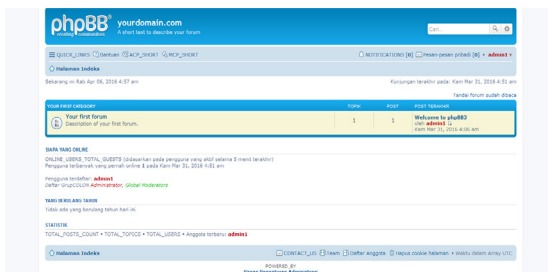 phpBB®
creating communities
yourdomain.com
A short text to describe your forum
Cari…
QUICK_LINKS Bantuan ACP_SHORT MCP_SHORT
NOTIFICATIONS [0] Pesan-pesan pribadi [0] • admin1
Halaman Indeks
Sekarang ini Rab Apr 06, 2016 4:57 am
Kunjungan terakhir pada: Kam Mar 31, 2016 4:51 am
Tandai forum sudah dibaca
YOUR FIRST CATEGORY TOPIK POST POST TERAKHIR
Your first forum
Description of your first forum.
1
1
Welcome to phpBB3
oleh admin1
Kam Mar 31, 2016 4:06 am
SIAPA YANG ONLINE
ONLINE_USERS_TOTAL_GUESTS (didasarkan pada pengguna yang aktif selama 5 menit terakhir)
Pengguna terbanyak yang pernah online 1 pada Kam Mar 31, 2016 4:51 am
Pengguna terdaftar: admin1
Daftar GrupCOLON Administrator, Global Moderators
YANG BERULANG TAHUN
Tidak ada yang berulang tahun hari ini
STATISTIK
TOTAL_POSTS_COUNT • TOTAL_TOPICS • TOTAL_USERS • Anggota terbaru: admin1
Halaman Indeks
CONTACT_US Team Daftar Anggota Hapus cookie halaman • Waktu dalam Array UTC
POWERED_BY